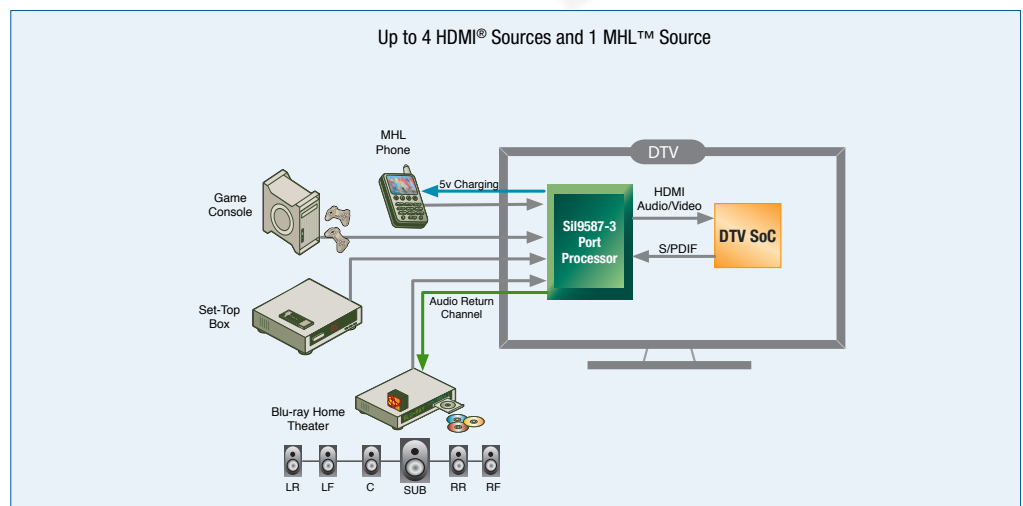 Up to 4 HDMI® Sources and 1 MHL™ Source
MHL
Phone
DTV
5v Charging
HDMI
Audio/Video
Game
Console
SiI9587-3
Port
Processor
DTV SoC
S/PDIF
Set-Top
Box
Audio Return
Channel
Blu-ray Home
Theater
LR LF C SUB RR RF